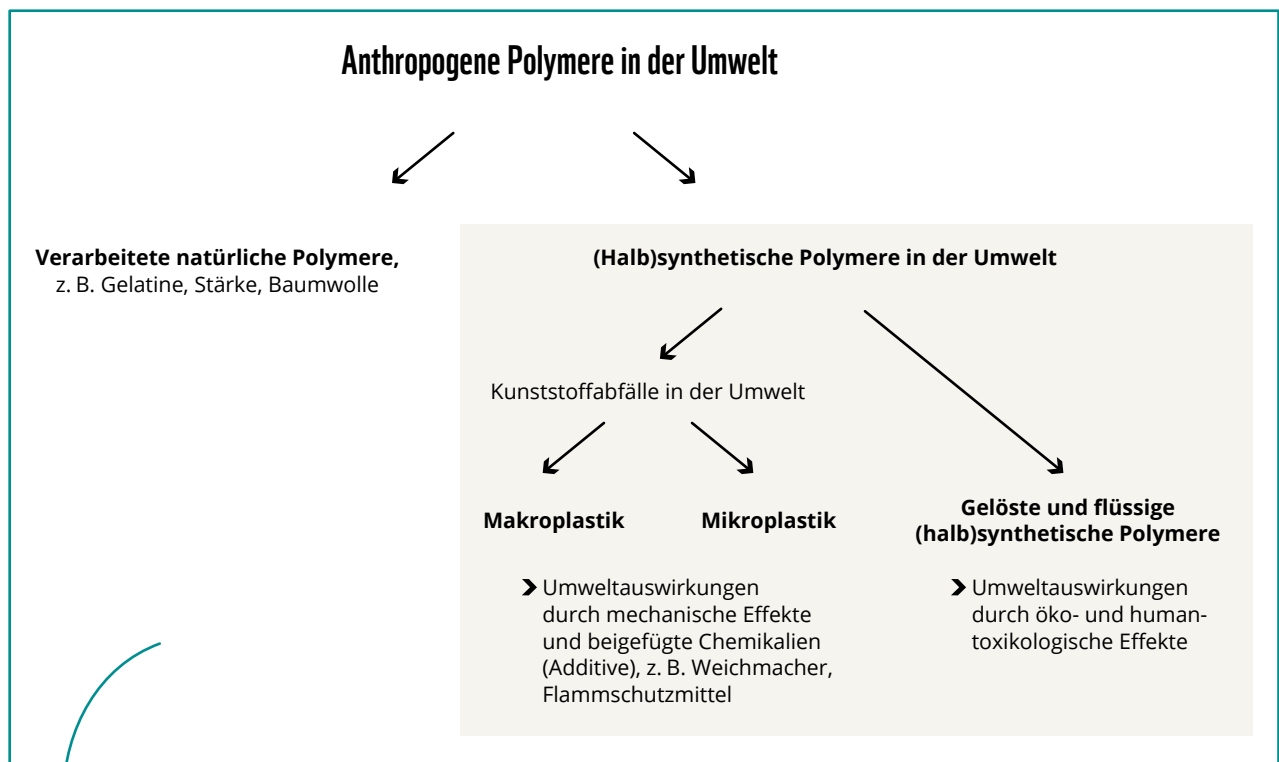 Anthropogene Polymere in der Umwelt
Verarbeitete natürliche Polymere,
z. B. Gelatine, Stärke, Baumwolle
(Halb)synthetische Polymere in der Umwelt
Kunststoffabfälle in der Umwelt
Makroplastik
Mikroplastik
Gelöste und flüssige
(halb)synthetische Polymere
Umweltauswirkungen
durch mechanische Effekte
und beigefügte Chemikalien
(Additive), z. B. Weichmacher,
Flammschutzmittel
Umweltauswirkungen
durch öko- und human-
toxikologische Effekte